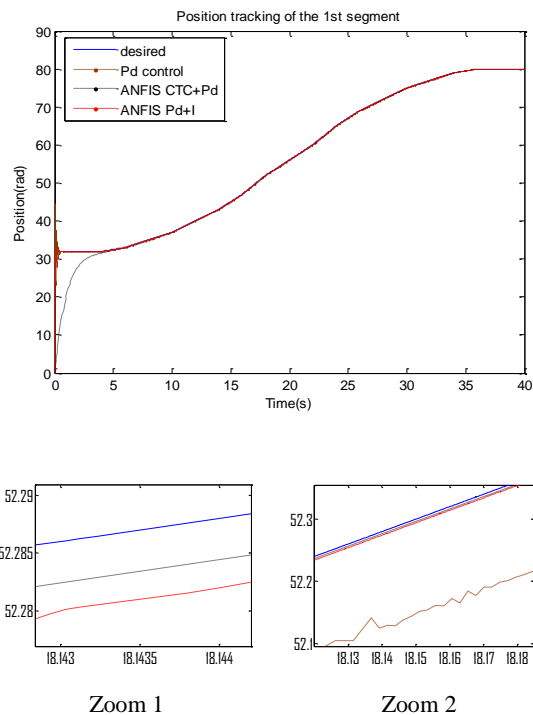 Position tracking of the 1st segment
90
80
70
60
50
40
30
20
10
0
Position(rad)
desired
Pd control
ANFIS CTC+Pd
ANFIS Pd+I
0 5 10 15 20 25 30 35 40
Time(s)
52.29
52.285
52.28
18.143 18.1435 18.144
52.3
52.2
52.1
18.13 18.14 18.15 18.16 18.17 18.18
Zoom 1 Zoom 2